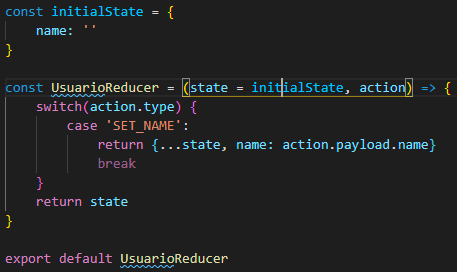 const initialState = {
    name: ''
}

const UsuarioReducer = (state = initialState, action) => {
    switch(action.type) {
        case 'SET_NAME':
            return {...state, name: action.payload.name}
            break
    }
    return state
}

export default UsuarioReducer